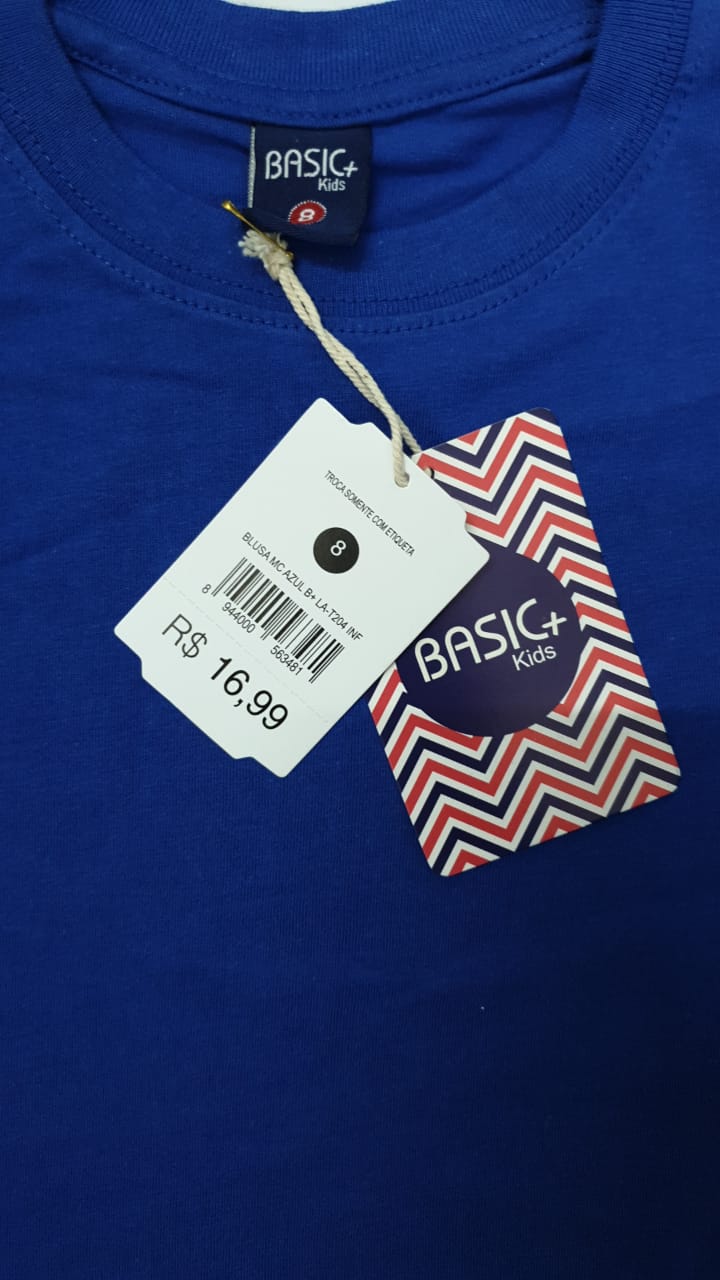 BASIC+
Kids
8
TROCA SOMENTE COM ETIQUETA
8
BLUSA MC AZUL B+ LA-T204 INF
8 944000 563481
R$ 16,99
BASIC+
Kids